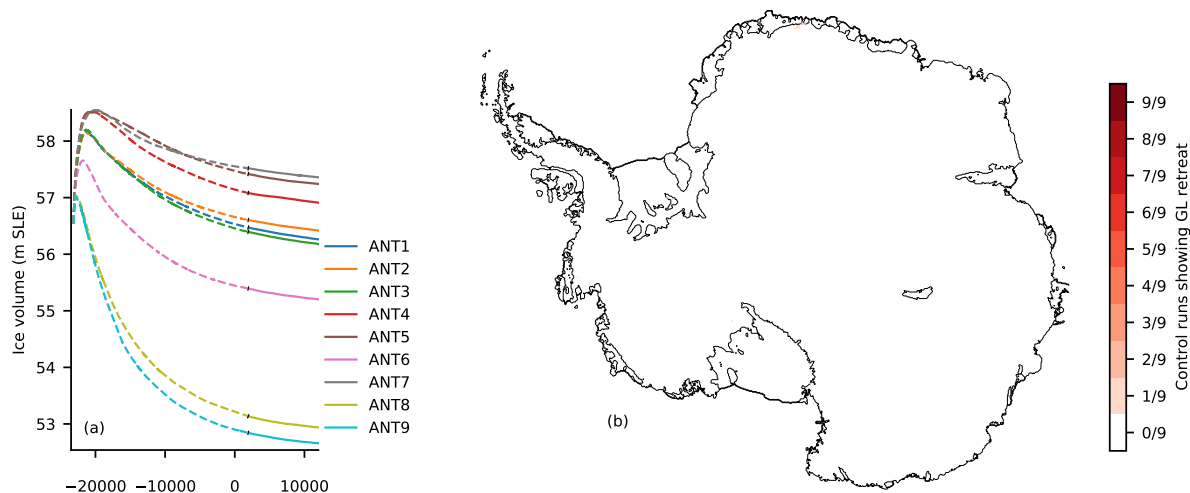 Ice volume (m SLE)
58
57
56
55
54
53
(a)
−20000 −10000 0 10000
ANT1
ANT2
ANT3
ANT4
ANT5
ANT6
ANT7
ANT8
ANT9
(b)
9/9
8/9
7/9
6/9
5/9
4/9
3/9
2/9
1/9
0/9
Control runs showing GL retreat